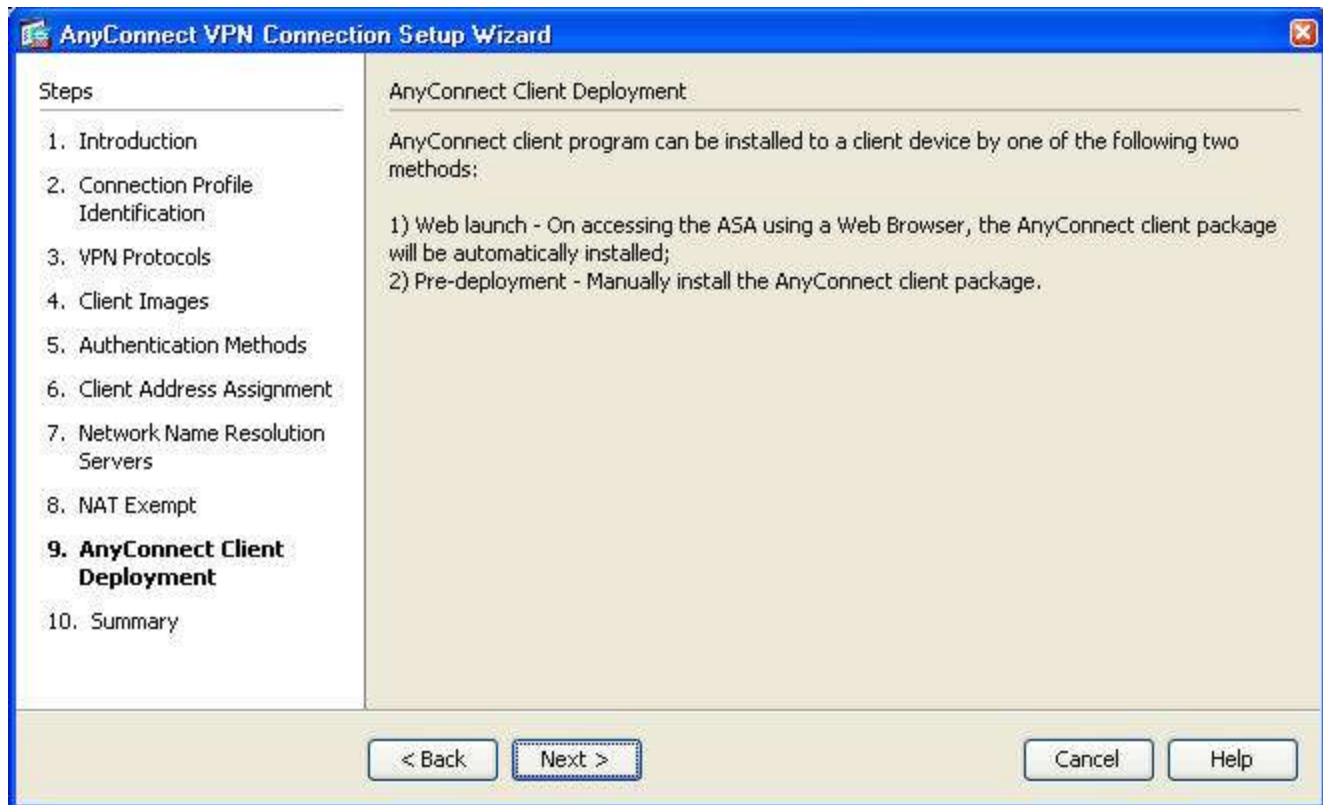 AnyConnect VPN Connection Setup Wizard
Steps
1. Introduction
2. Connection Profile
Identification
3. VPN Protocols
4. Client Images
5. Authentication Methods
6. Client Address Assignment
7. Network Name Resolution
Servers
8. NAT Exempt
9. AnyConnect Client
Deployment
10. Summary
AnyConnect Client Deployment
AnyConnect client program can be installed to a client device by one of the following two
methods:
1) Web launch - On accessing the ASA using a Web Browser, the AnyConnect client package
will be automatically installed;
2) Pre-deployment - Manually install the AnyConnect client package.
< Back
Next >
Cancel
Help